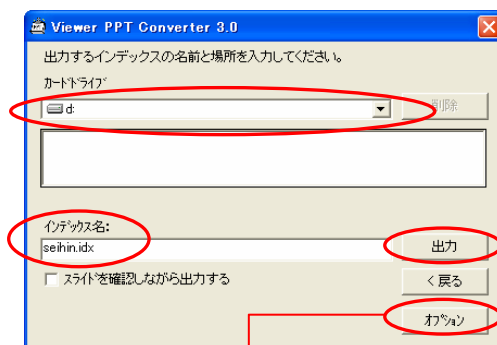 Viewer PPT Converter 3.0
出力するインデックスの名前と場所を入力してください。
カードドライブ
d:
削除
インデックス名:
seihin.idx
出力
スライドを確認しながら出力する
< 戻る
オプション